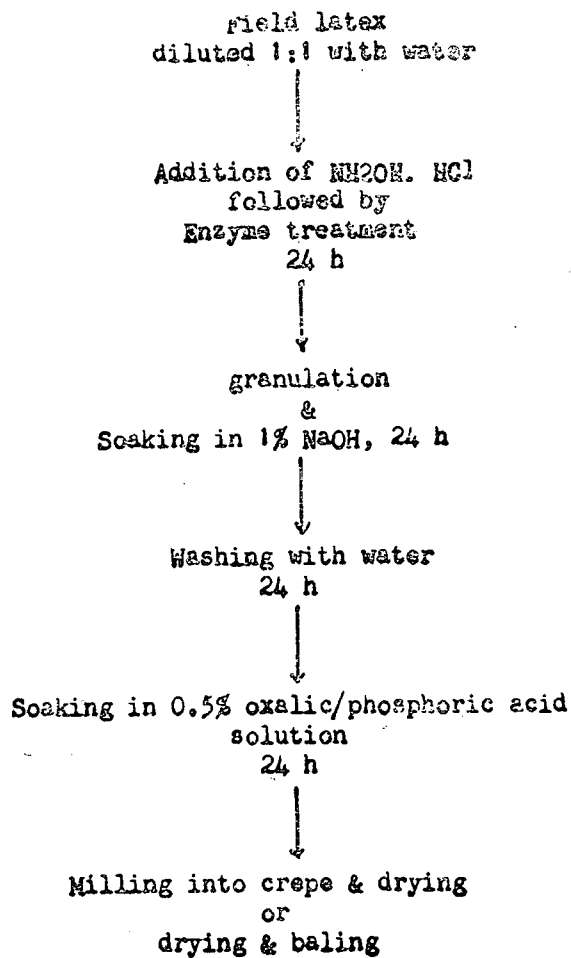 Field latex
diluted 1:1 with water
Addition of NH2OH. HCl
followed by
Enzyme treatment
24 h
granulation
&
Soaking in 1% NaOH, 24 h
Washing with water
24 h
Soaking in 0.5% oxalic/phosphoric acid
solution
24 h
Milling into crepe & drying
or
drying & baling